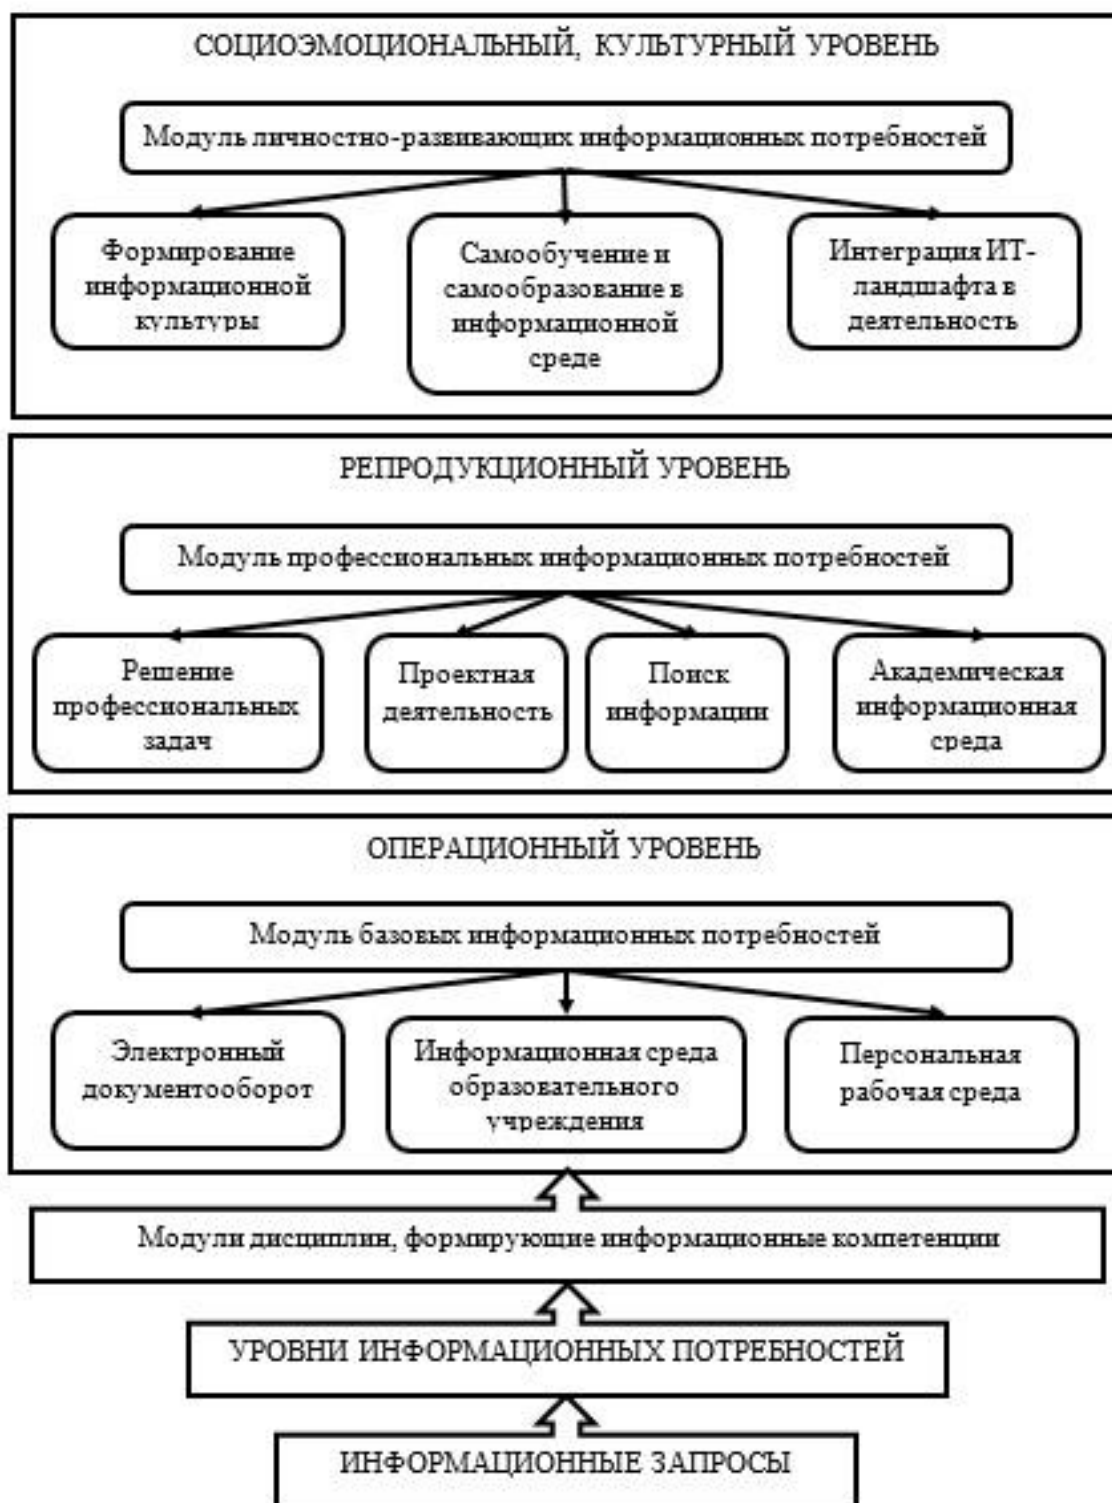 СОЦИОЭМОЦИОНАЛЬНЫЙ, КУЛЬТУРНЫЙ УРОВЕНЬ
Модуль личностно-развивающих информационных потребностей
Формирование
информационной
культуры
Самообучение и
самообразование в
информационной
среде
Интеграция ИТ-
ландшафта в
деятельность
РЕПРОДУКЦИОННЫЙ УРОВЕНЬ
Модуль профессиональных информационных потребностей
Решение
профессиональных
задач
Проектная
деятельность
Поиск
информации
Академическая
информационная
среда
ОПЕРАЦИОННЫЙ УРОВЕНЬ
Модуль базовых информационных потребностей
Электронный
документооборот
Информационная среда
образовательного
учреждения
Персональная
рабочая среда
Модули дисциплин, формирующие информационные компетенции
УРОВНИ ИНФОРМАЦИОННЫХ ПОТРЕБНОСТЕЙ
ИНФОРМАЦИОННЫЕ ЗАПРОСЫ